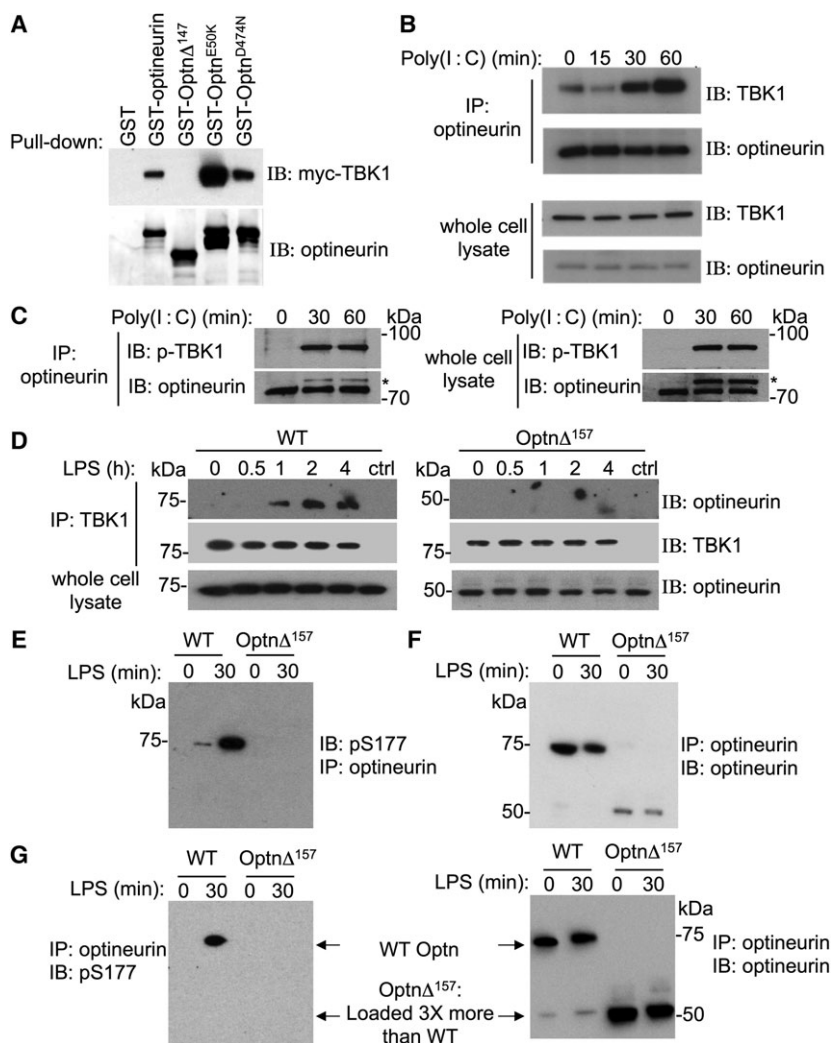 A
GST
GST-optineurin
GST-OptnΔ147
GST-OptnE50K
GST-OptnD474N
Pull-down:
IB: myc-TBK1
IB: optineurin
B
Poly(I : C) (min): 0 15 30 60
IP: optineurin
IB: TBK1
IB: optineurin
whole cell lysate
IB: TBK1
IB: optineurin
C
Poly(I : C) (min): 0 30 60 kDa
-100
IP: optineurin
IB: p-TBK1
IB: optineurin
*
-70
Poly(I : C) (min): 0 30 60 kDa
-100
whole cell lysate
IB: p-TBK1
IB: optineurin
*
-70
D
WT
OptnΔ157
LPS (h): kDa 0 0.5 1 2 4 ctrl
kDa 0 0.5 1 2 4 ctrl
IP: TBK1
75-
50-
IB: optineurin
75-
75-
IB: TBK1
whole cell lysate
75-
50-
IB: optineurin
E
WT OptnΔ157
LPS (min): 0 30 0 30
kDa
75-
IB: pS177
IP: optineurin
F
WT OptnΔ157
LPS (min): 0 30 0 30
kDa
75-
50-
IP: optineurin
IB: optineurin
G
WT OptnΔ157
LPS (min): 0 30 0 30
IP: optineurin
IB: pS177
WT Optn
OptnΔ157:
Loaded 3X more
than WT
WT OptnΔ157
LPS (min): 0 30 0 30
kDa
-75
-50
IP: optineurin
IB: optineurin